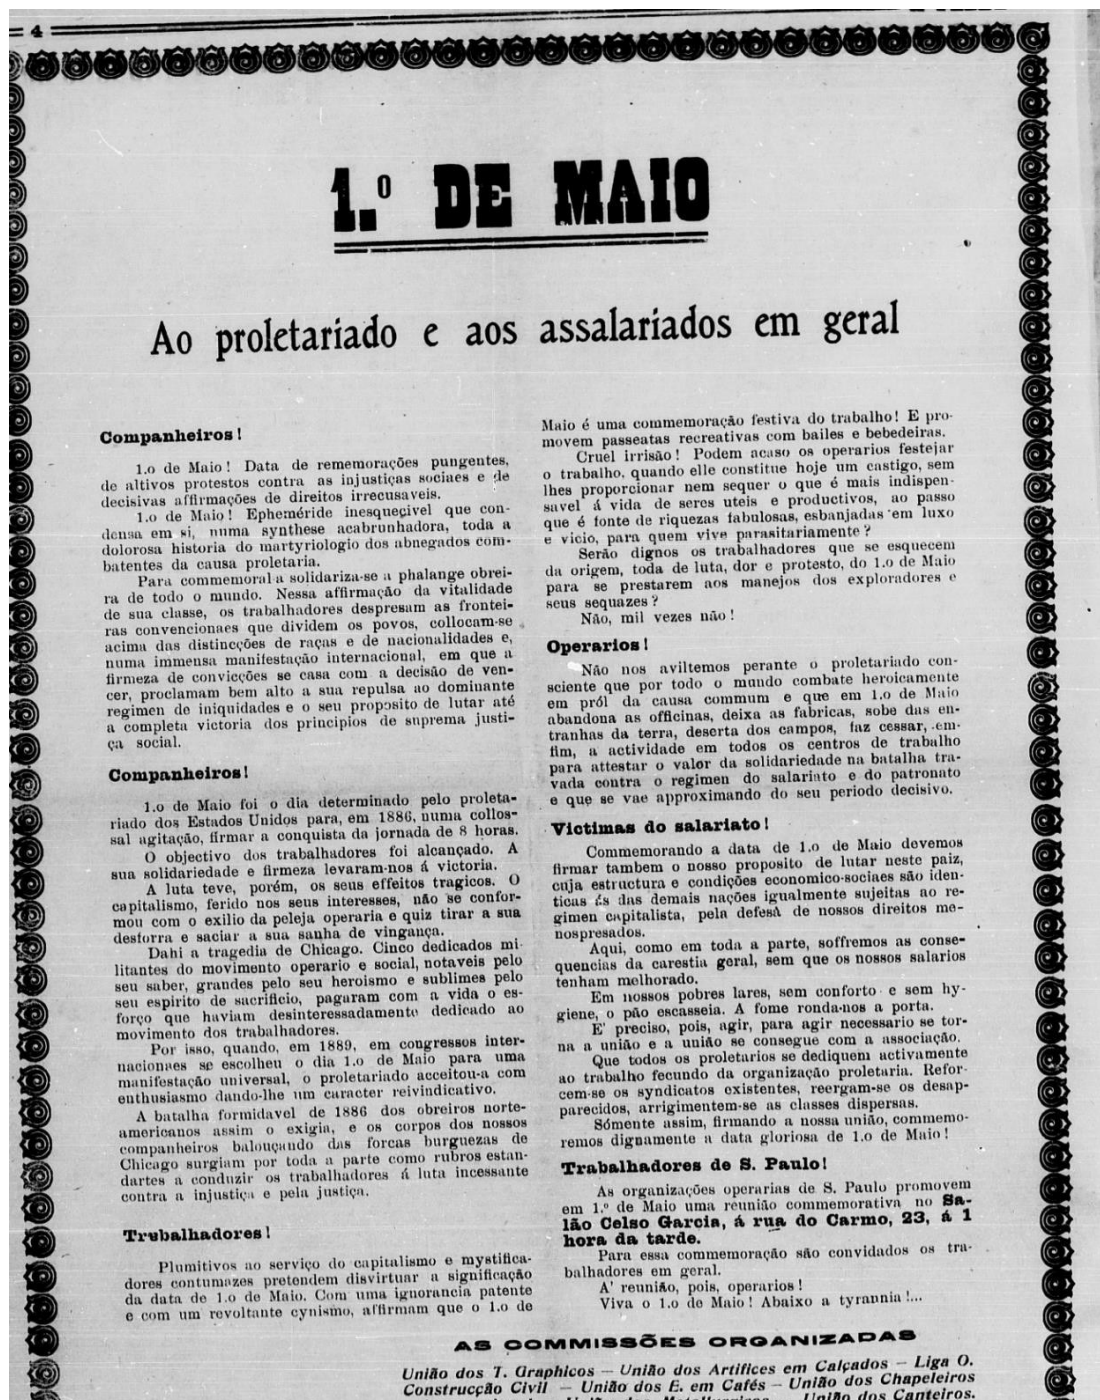 4
1.º DE MAIO
Ao proletariado e aos assalariados em geral
Companheiros!
1.o de Maio! Data de rememorações pungentes,
de altivos protestos contra as injustiças sociaes e de
decisivas affirmações de direitos irrecusaveis.
1.o de Maio! Epheméride inesquecivel que con-
densa em si, numa synthese acabrunhadora, toda a
dolorosa historia do martyriologio dos abnegados com-
batentes da causa proletaria.
Para commemoral-a solidariza-se a phalange obrei-
ra de todo o mundo. Nessa affirmação da vitalidade
de sua classe, os trabalhadores despresam as frontei-
ras convencionaes que dividem os povos, collocam-se
acima das distincções de raças e de nacionalidades e,
numa immensa manifestação internacional, em que a
firmeza de convicções se casa com a decisão de ven-
cer, proclamam bem alto a sua repulsa ao dominante
regimen de iniquidades e o seu proposito de lutar até
a completa victoria dos principios de suprema justi-
ça social.
Companheiros!
1.o de Maio foi o dia determinado pelo proleta-
riado dos Estados Unidos para, em 1886, numa collos-
sal agitação, firmar a conquista da jornada de 8 horas.
O objectivo dos trabalhadores foi alcançado. A
sua solidariedade e firmeza levaram-nos á victoria.
A luta teve, porém, os seus effeitos tragicos. O
capitalismo, ferido nos seus interesses, não se confor-
mou com o exilio da peleja operaria e quiz tirar a sua
desforra e saciar a sua sanha de vingança.
Dahi a tragedia de Chicago. Cinco dedicados mi-
litantes do movimento operario e social, notaveis pelo
seu saber, grandes pelo seu heroismo e sublimes pelo
seu espirito de sacrificio, pagaram com a vida o es-
forço que haviam desinteressadamente dedicado ao
movimento dos trabalhadores.
Por isso, quando, em 1889, em congressos inter-
nacionaes se escolheu o dia 1.o de Maio para uma
manifestação universal, o proletariado acceitou-a com
enthusiasmo dando-lhe um caracter reivindicativo.
A batalha formidavel de 1886 dos obreiros norte-
americanos assim o exigia, e os corpos dos nossos
companheiros balouçando das forcas burguezas de
Chicago surgiam por toda a parte como rubros estan-
dartes a conduzir os trabalhadores á luta incessante
contra a injustiça e pela justiça.
Trabalhadores!
Plumitivos ao serviço do capitalismo e mystifica-
dores contumazes pretendem disvirtuar a significação
da data de 1.o de Maio. Com uma ignorancia patente
e com um revoltante cynismo, affirmam que o 1.o de
Maio é uma commemoração festiva do trabalho! E pro-
movem passeatas recreativas com bailes e bebedeiras.
Cruel irrisão! Podem acaso os operarios festejar
o trabalho, quando elle constitue hoje um castigo, sem
lhes proporcionar nem sequer o que é mais indispen-
savel á vida de seres uteis e productivos, ao passo
que é fonte de riquezas fabulosas, esbanjadas em luxo
e vicio, para quem vive parasitariamente?
Serão dignos os trabalhadores que se esquecem
da origem, toda de luta, dor e protesto, do 1.o de Maio
para se prestarem aos manejos dos exploradores e
seus sequazes?
Não, mil vezes não!
Operarios!
Não nos aviltemos perante o proletariado con-
sciente que por todo o mundo combate heroicamente
em pról da causa commum e que em 1.o de Maio
abandona as officinas, deixa as fabricas, sobe das en-
tranhas da terra, deserta dos campos, faz cessar, em-
fim, a actividade em todos os centros de trabalho
para attestar o valor da solidariedade na batalha tra-
vada contra o regimen do salariato e do patronato
e que se vae approximando do seu periodo decisivo.
Victimas do salariato!
Commemorando a data de 1.o de Maio devemos
firmar tambem o nosso proposito de lutar neste paiz,
cuja estructura e condições economico-sociaes são iden-
ticas ás das demais nações igualmente sujeitas ao re-
gimen capitalista, pela defesa de nossos direitos me-
nospresados.
Aqui, como em toda a parte, soffremos as conse-
quencias da carestia geral, sem que os nossos salarios
tenham melhorado.
Em nossos pobres lares, sem conforto e sem hy-
giene, o pão escasseia. A fome ronda-nos a porta.
E' preciso, pois, agir, para agir necessario se tor-
na a união e a união se consegue com a associação.
Que todos os proletarios se dediquem activamente
ao trabalho fecundo da organização proletaria. Refor-
cem-se os syndicatos existentes, reergam-se os desap-
parecidos, arrigimentem-se as classes dispersas.
Sómente assim, firmando a nossa união, commemo-
remos dignamente a data gloriosa de 1.o de Maio!
Trabalhadores de S. Paulo!
As organizações operarias de S. Paulo promovem
em 1.º de Maio uma reunião commemorativa no Sa-
lão Celso Garcia, á rua do Carmo, 23, á 1
hora da tarde.
Para essa commemoração são convidados os tra-
balhadores em geral.
A' reunião, pois, operarios!
Viva o 1.o de Maio! Abaixo a tyrannia!...
AS COMMISSÕES ORGANIZADAS
União dos T. Graphicos — União dos Artifices em Calçados — Liga O.
Construcção Civil — União dos E. em Cafés — União dos Chapeleiros
União dos Canteiros.